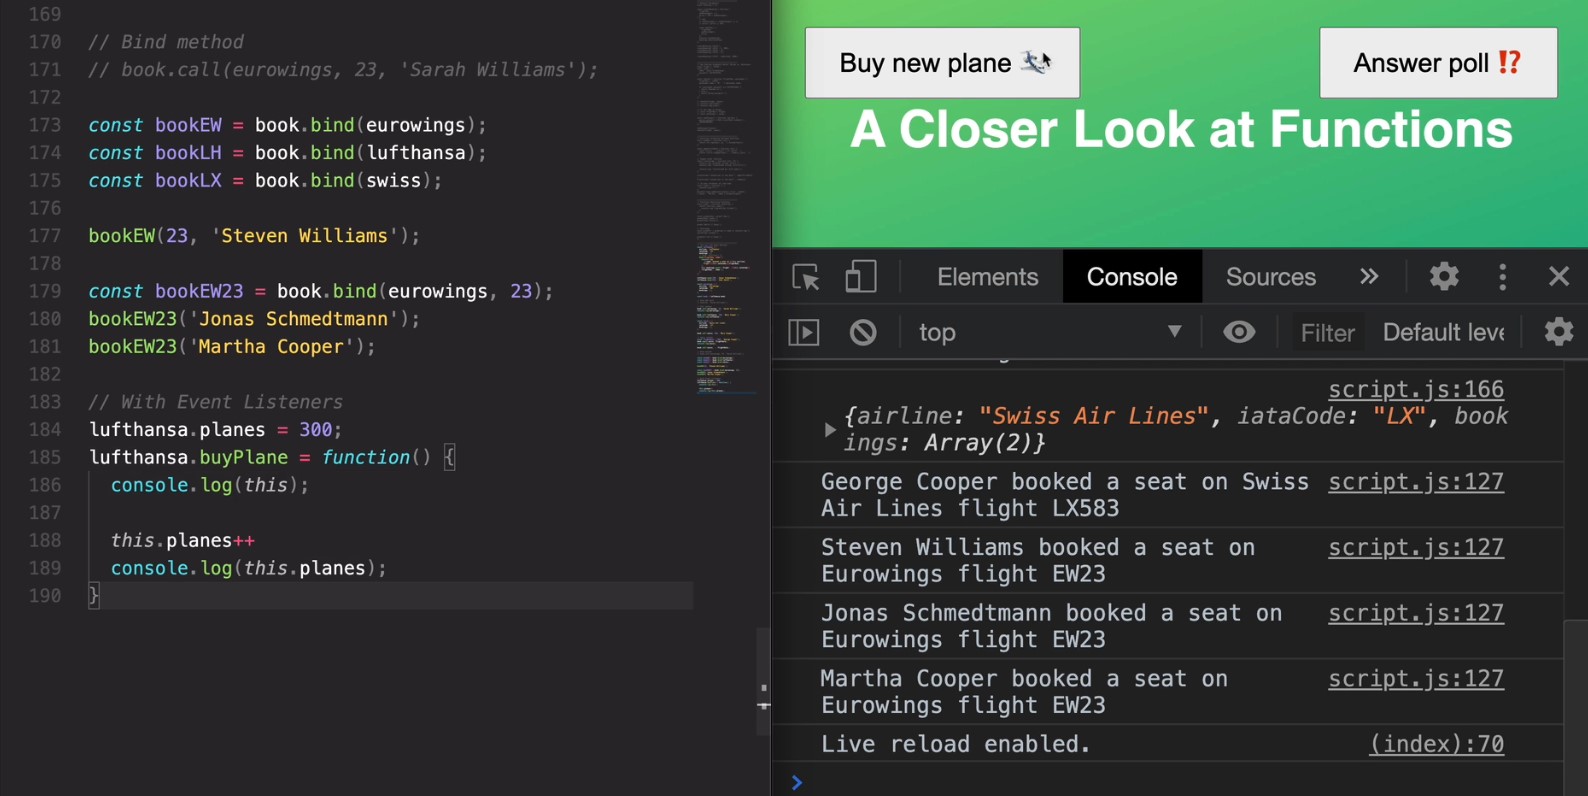 169
170 // Bind method
171 // book.call(eurowings, 23, 'Sarah Williams');
172
173 const bookEW = book.bind(eurowings);
174 const bookLH = book.bind(lufthansa);
175 const bookLX = book.bind(swiss);
176
177 bookEW(23, 'Steven Williams');
178
179 const bookEW23 = book.bind(eurowings, 23);
180 bookEW23('Jonas Schmedtmann');
181 bookEW23('Martha Cooper');
182
183 // With Event Listeners
184 lufthansa.planes = 300;
185 lufthansa.buyPlane = function() {
186 console.log(this);
187
188 this.planes++
189 console.log(this.planes);
190 }
Buy new plane 🛩
Answer poll ⁉️
A Closer Look at Functions
Elements Console Sources »
top ▼ Filter Default leve
script.js:166
▶ {airline: "Swiss Air Lines", iataCode: "LX", book
ings: Array(2)}
George Cooper booked a seat on Swiss script.js:127
Air Lines flight LX583
Steven Williams booked a seat on script.js:127
Eurowings flight EW23
Jonas Schmedtmann booked a seat on script.js:127
Eurowings flight EW23
Martha Cooper booked a seat on script.js:127
Eurowings flight EW23
Live reload enabled. (index):70
>